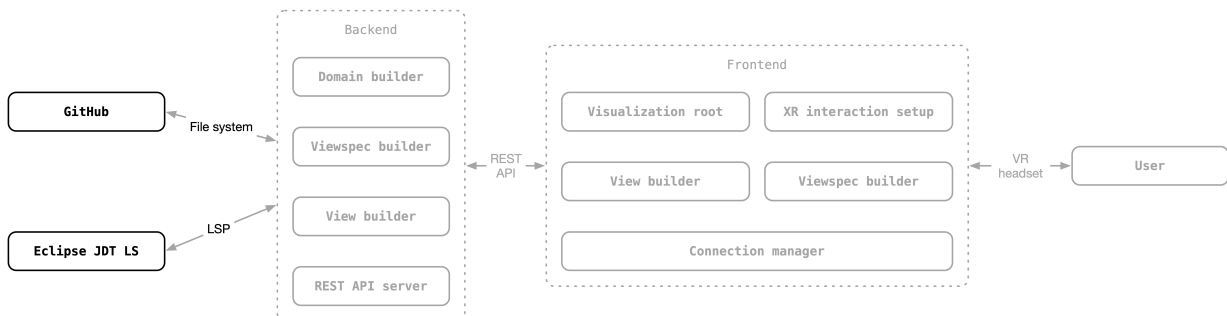 GitHub
Eclipse JDT LS
File system
LSP
Backend
Domain builder
Viewspec builder
View builder
REST API server
REST
API
Frontend
Visualization root
XR interaction setup
View builder
Viewspec builder
Connection manager
VR
headset
User